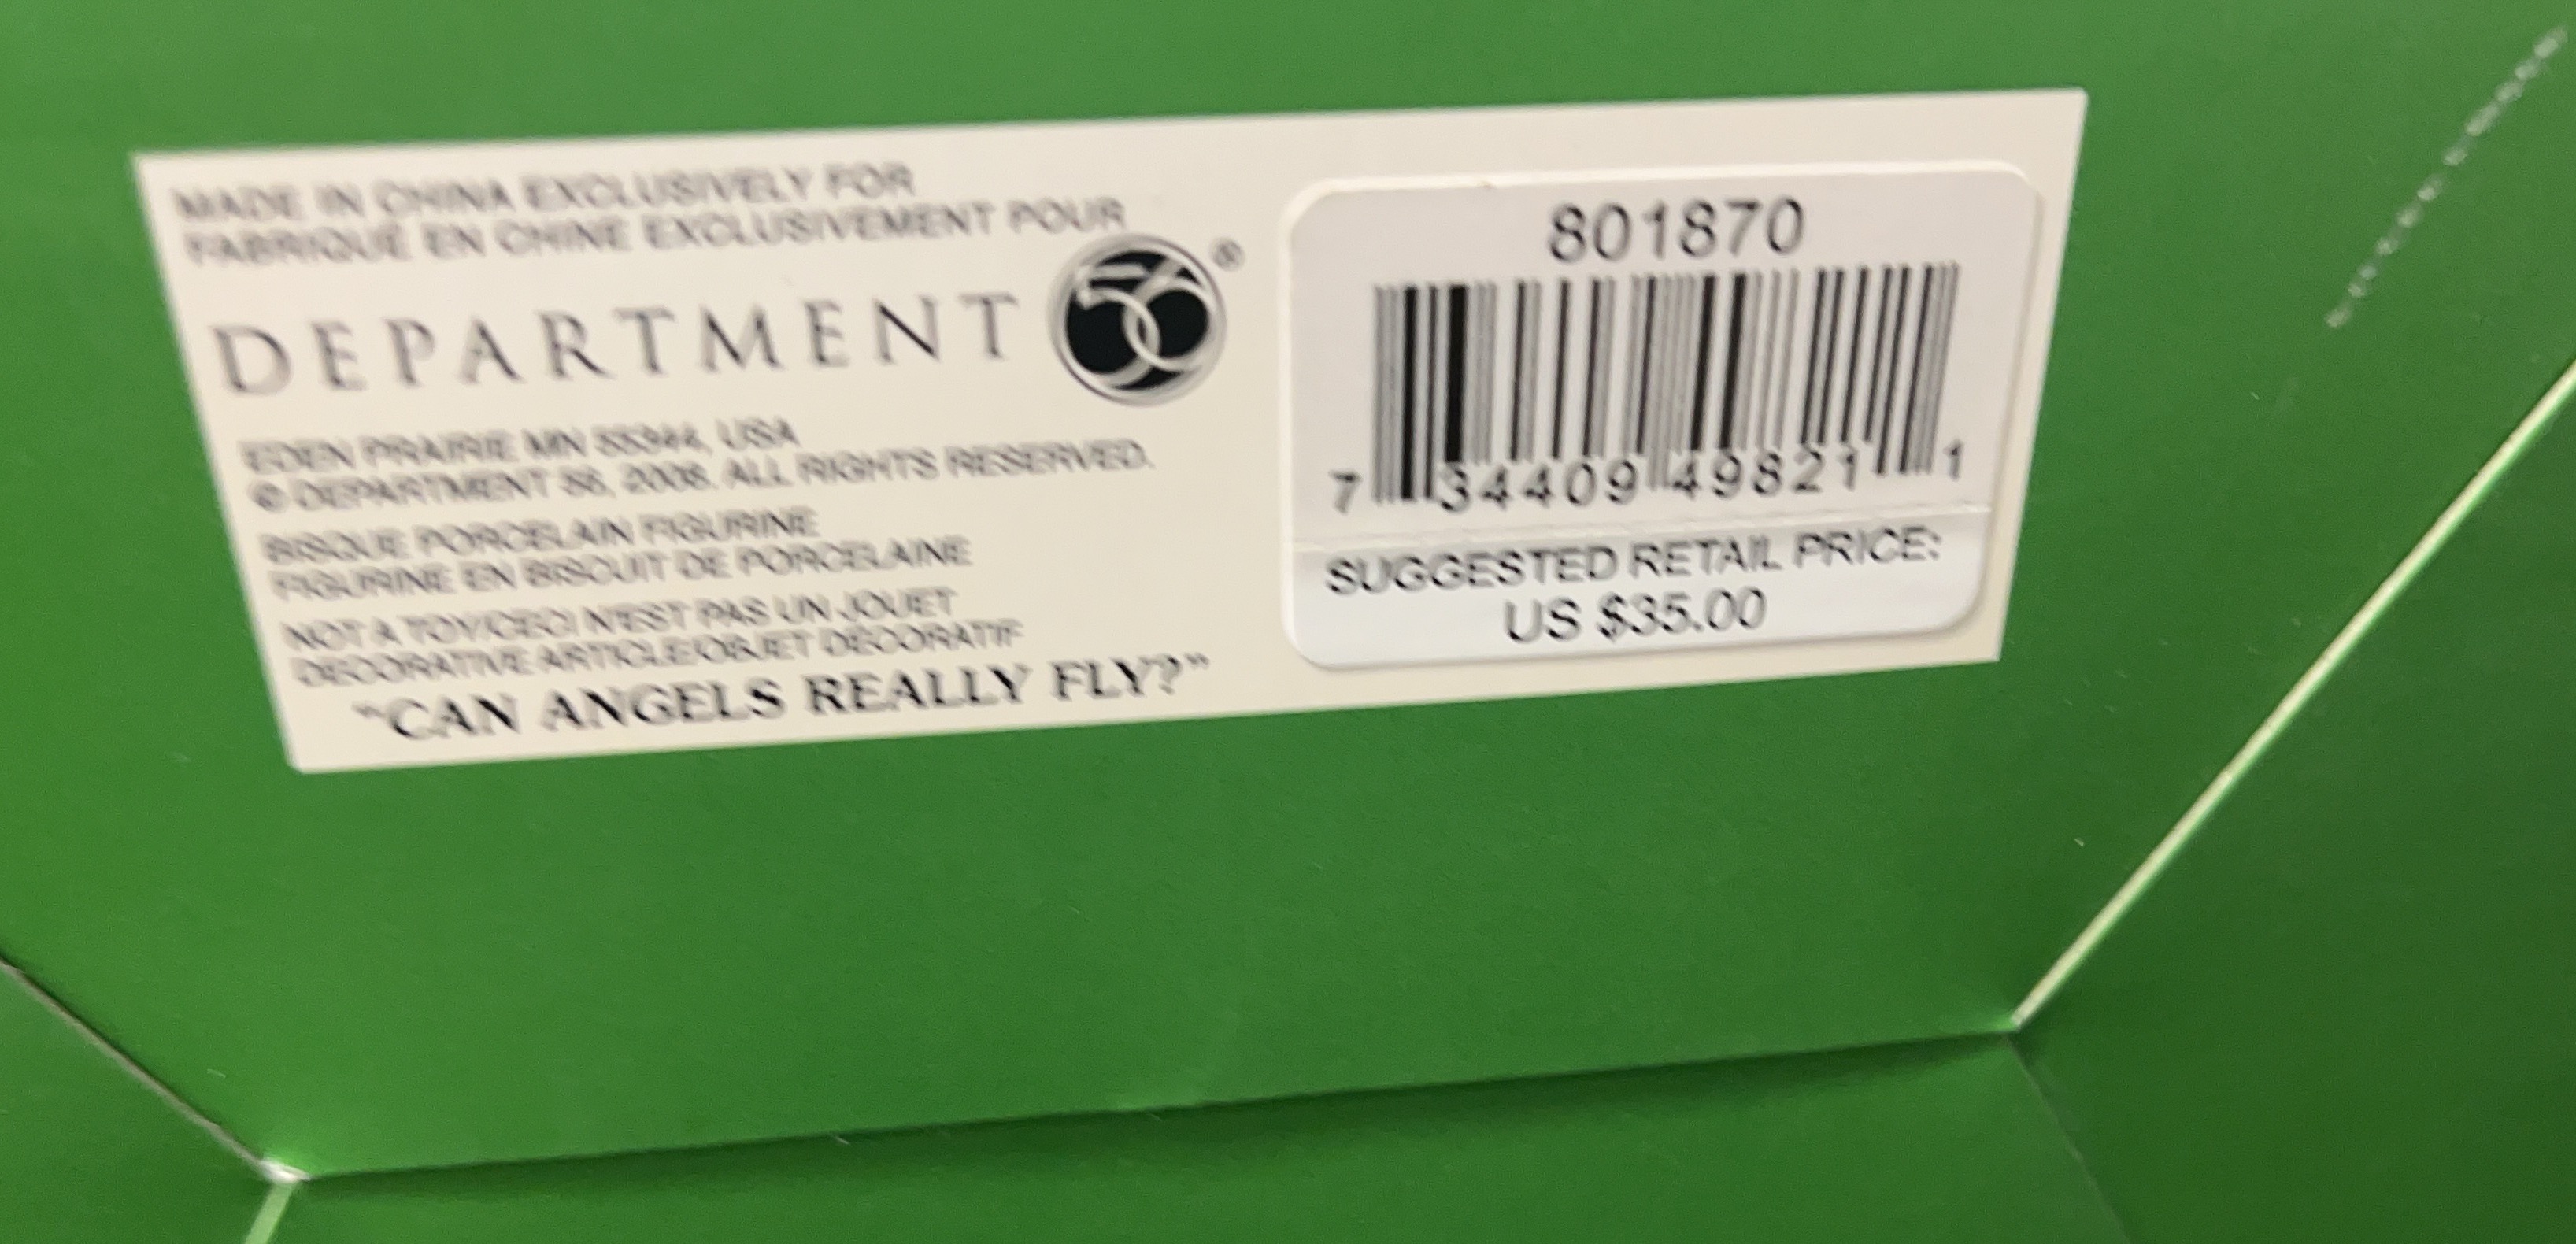 MADE IN CHINA EXCLUSIVELY FOR
FABRIQUÉ EN CHINE EXCLUSIVEMENT POUR
DEPARTMENT 56®
EDEN PRAIRIE MN 55344, USA
© DEPARTMENT 56, 2006. ALL RIGHTS RESERVED.
BISQUE PORCELAIN FIGURINE
FIGURINE EN BISCUIT DE PORCELAINE
NOT A TOY/CECI N'EST PAS UN JOUET
DECORATIVE ARTICLE/OBJET DÉCORATIF
"CAN ANGELS REALLY FLY?"
801870
7 34409 49821 1
SUGGESTED RETAIL PRICE:
US $35.00